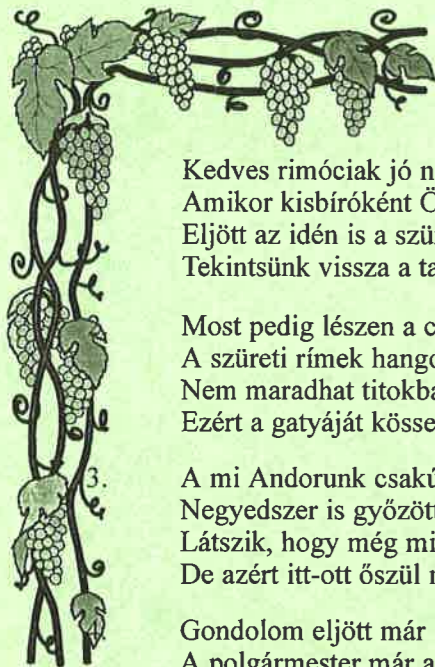 Kedves rimóciak jó n
Amikor kisbíróként Ö
Eljött az idén is a szü
Tekintsünk vissza a ta
Most pedig lészen a c
A szüreti rímek hango
Nem maradhat titokba
Ezért a gatyáját kösse
3. A mi Andorunk csakú
Negyedszer is győzött
Látszik, hogy még mi
De azért itt-ott őszül
Gondolom eljött már
A polgármester már a